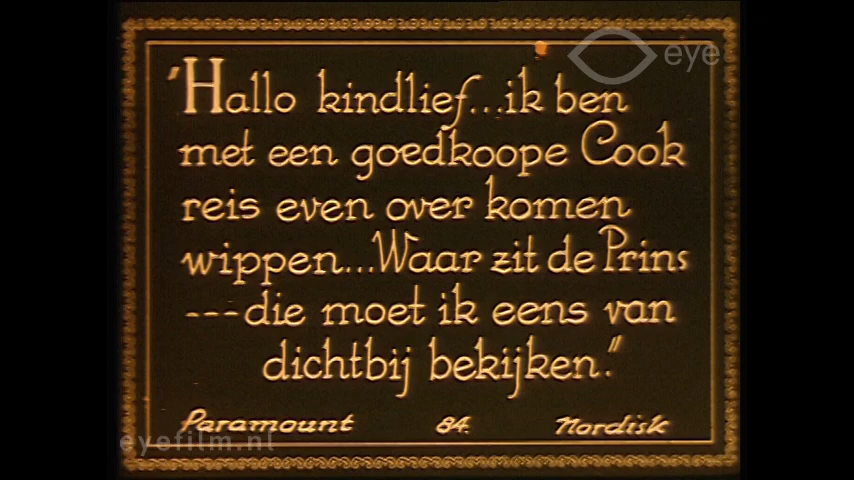 eye
"Hallo kindlief...ik ben
met een goedkoope Cook
reis even over komen
wippen...Waar zit de Prins
---die moet ik eens van
dichtbij bekijken."
Paramount 84. Nordisk
eyefilm.nl